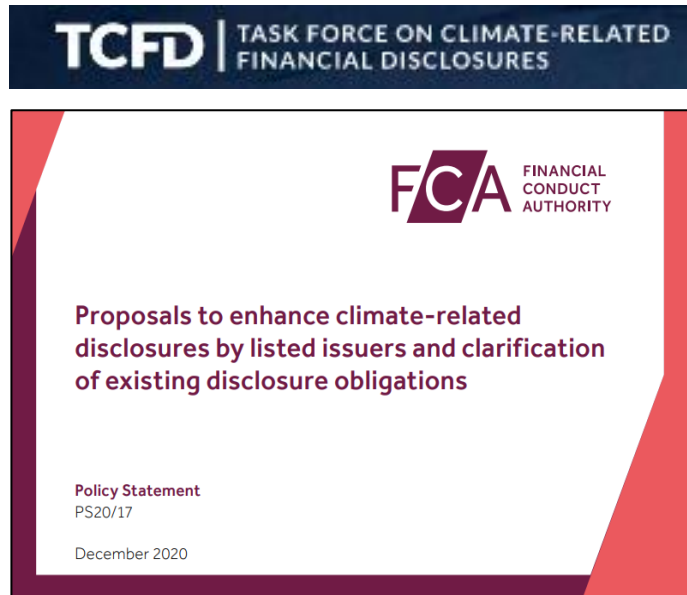 TCFD
TASK FORCE ON CLIMATE-RELATED
FINANCIAL DISCLOSURES
FCA
FINANCIAL
CONDUCT
AUTHORITY
Proposals to enhance climate-related
disclosures by listed issuers and clarification
of existing disclosure obligations
Policy Statement
PS20/17
December 2020